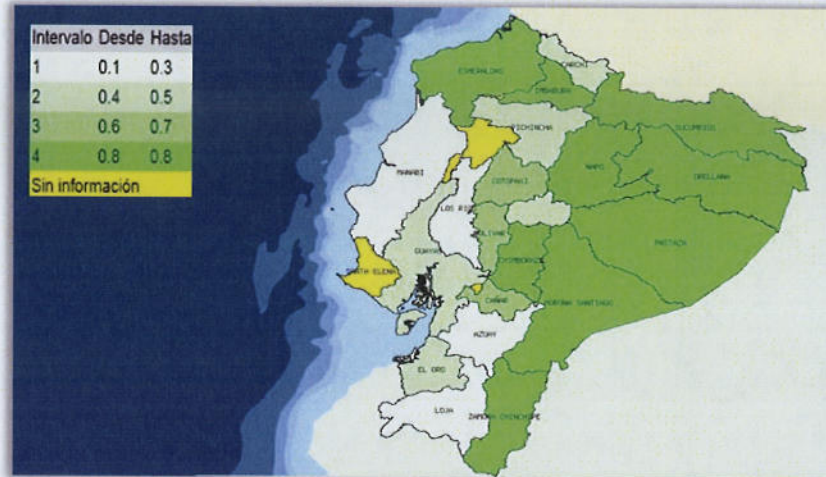 Intervalo Desde Hasta
1 0.1 0.3
2 0.4 0.5
3 0.6 0.7
4 0.8 0.8
Sin información
ESMERALDAS
CARCHI
IMBABURA
PICHINCHA
SUCUMBIOS
MANABI
COTOPAXI
NAPO
ORELLANA
LOS RIOS
BOLIVAR
PASTAZA
GUAYAS
SANTA ELENA
CHIMBORAZO
CAÑAR
MORONA SANTIAGO
AZUAY
EL ORO
LOJA
ZAMORA CHINCHIPE